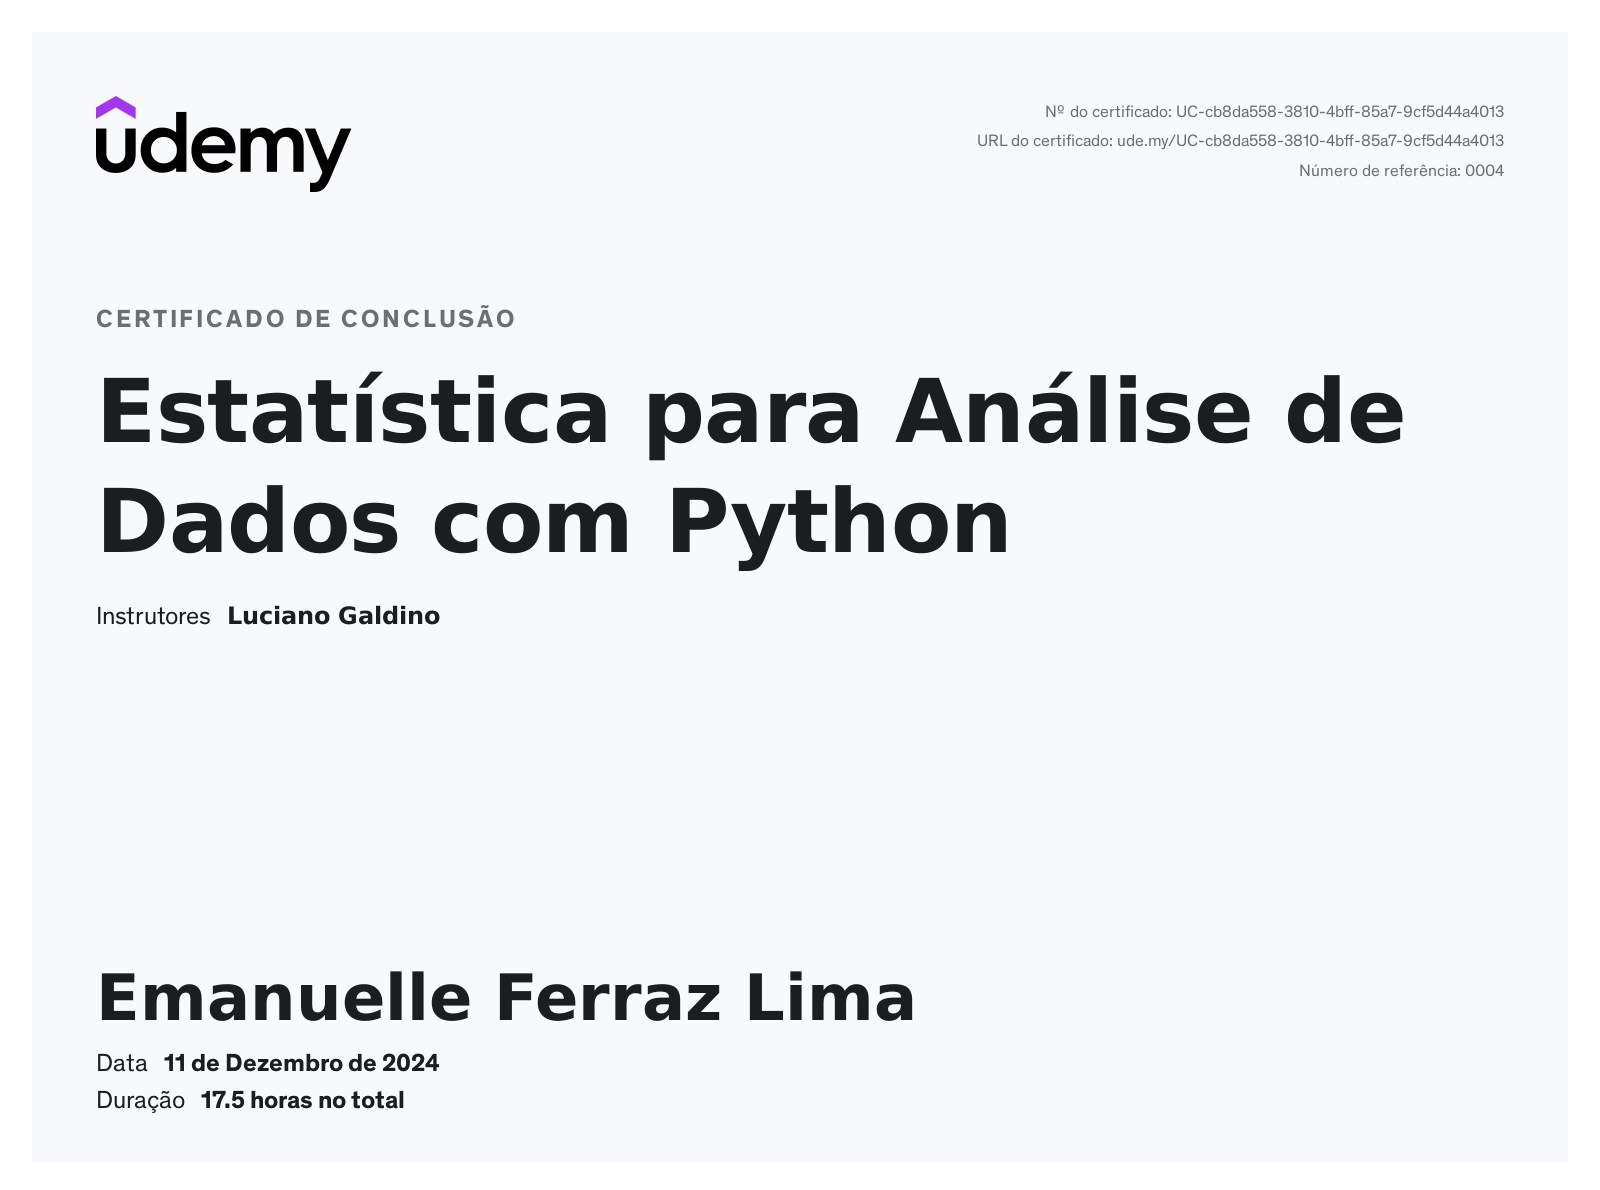 udemy
Nº do certificado: UC-cb8da558-3810-4bff-85a7-9cf5d44a4013
URL do certificado: ude.my/UC-cb8da558-3810-4bff-85a7-9cf5d44a4013
Número de referência: 0004
CERTIFICADO DE CONCLUSÃO
Estatística para Análise de
Dados com Python
Instrutores Luciano Galdino
Emanuelle Ferraz Lima
Data 11 de Dezembro de 2024
Duração 17.5 horas no total